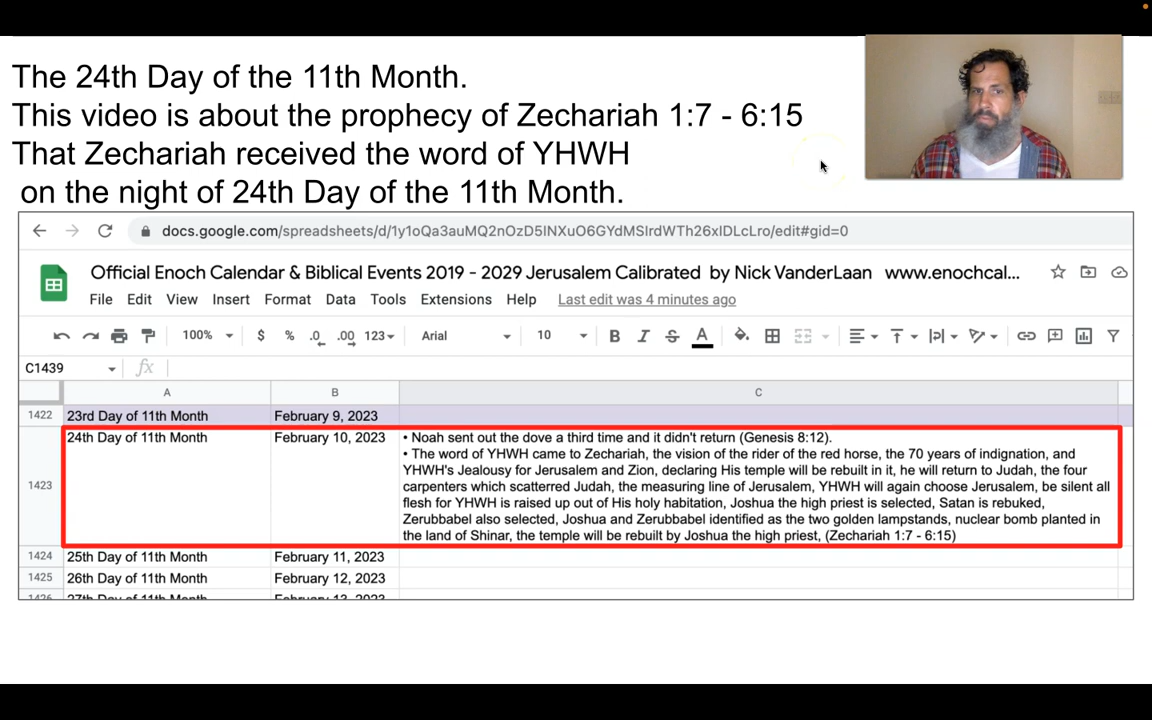 The 24th Day of the 11th Month.
This video is about the prophecy of Zechariah 1:7 - 6:15
That Zechariah received the word of YHWH
on the night of 24th Day of the 11th Month.
docs.google.com/spreadsheets/d/1y1oQa3auMQ2nOzD5INXuO6GYdMSIrdWTh26xIDLcLro/edit#gid=0
Official Enoch Calendar & Biblical Events 2019 - 2029 Jerusalem Calibrated by Nick VanderLaan www.enochcal...
File Edit View Insert Format Data Tools Extensions Help Last edit was 4 minutes ago
100% $ % .0 .00 123 Arial 10 B I S A
C1439 fx
A B C
1422 23rd Day of 11th Month February 9, 2023
24th Day of 11th Month February 10, 2023 • Noah sent out the dove a third time and it didn't return (Genesis 8:12).
• The word of YHWH came to Zechariah, the vision of the rider of the red horse, the 70 years of indignation, and
YHWH's Jealousy for Jerusalem and Zion, declaring His temple will be rebuilt in it, he will return to Judah, the four
1423 carpenters which scatterred Judah, the measuring line of Jerusalem, YHWH will again choose Jerusalem, be silent all
flesh for YHWH is raised up out of His holy habitation, Joshua the high priest is selected, Satan is rebuked,
Zerubbabel also selected, Joshua and Zerubbabel identified as the two golden lampstands, nuclear bomb planted in
the land of Shinar, the temple will be rebuilt by Joshua the high priest, (Zechariah 1:7 - 6:15)
1424 25th Day of 11th Month February 11, 2023
1425 26th Day of 11th Month February 12, 2023
1426 27th Day of 11th Month February 13, 2023